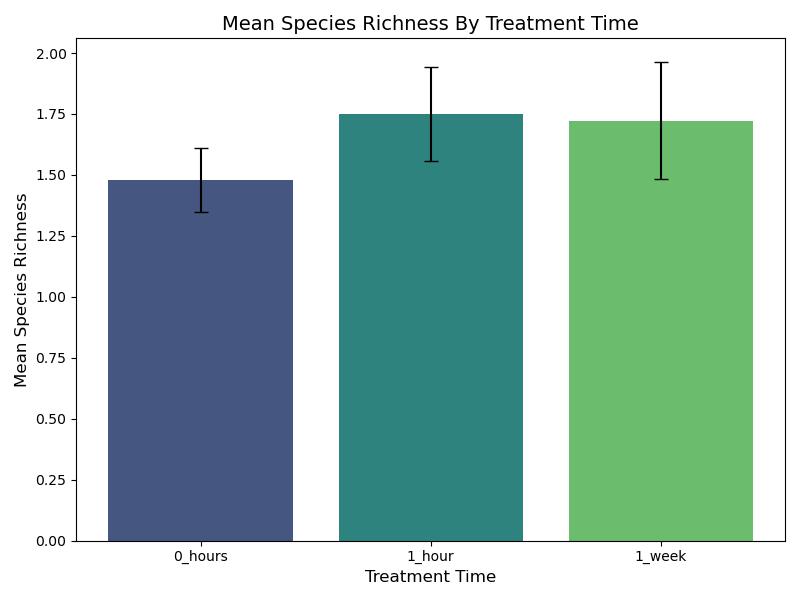 Mean Species Richness By Treatment Time
Mean Species Richness
2.00
1.75
1.50
1.25
1.00
0.75
0.50
0.25
0.00
0_hours
1_hour
1_week
Treatment Time